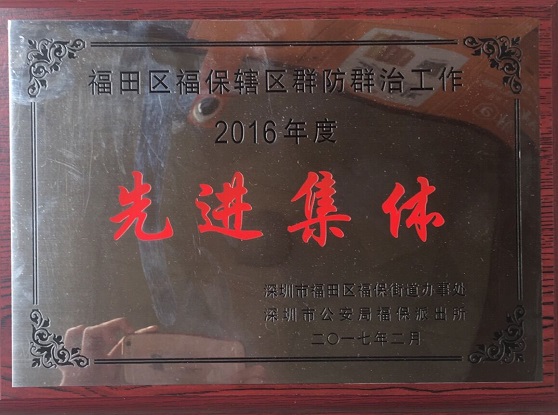 福田区福保辖区群防群治工作
2016年度
先进集体
深圳市福田区福保街道办事处
深圳市公安局福保派出所
二〇一七年二月